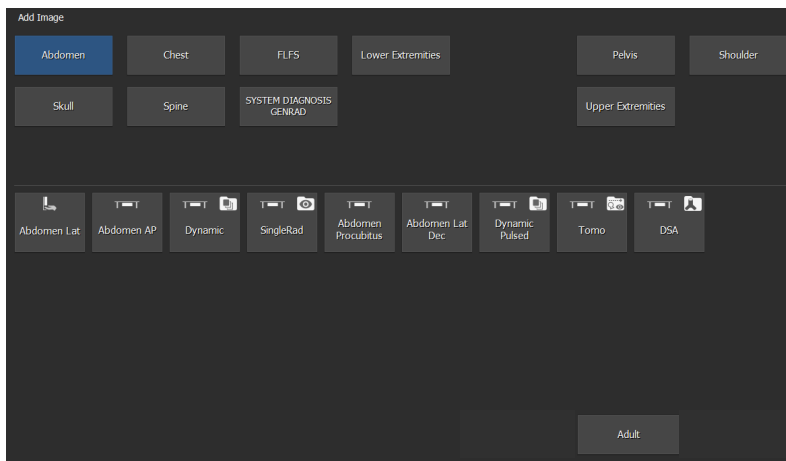 Add Image
Abdomen
Chest
FLFS
Lower Extremities
Pelvis
Shoulder
Skull
Spine
SYSTEM DIAGNOSIS
GENRAD
Upper Extremities
Abdomen Lat
Abdomen AP
Dynamic
SingleRad
Abdomen
Procubitus
Abdomen Lat
Dec
Dynamic
Pulsed
Tomo
DSA
Adult